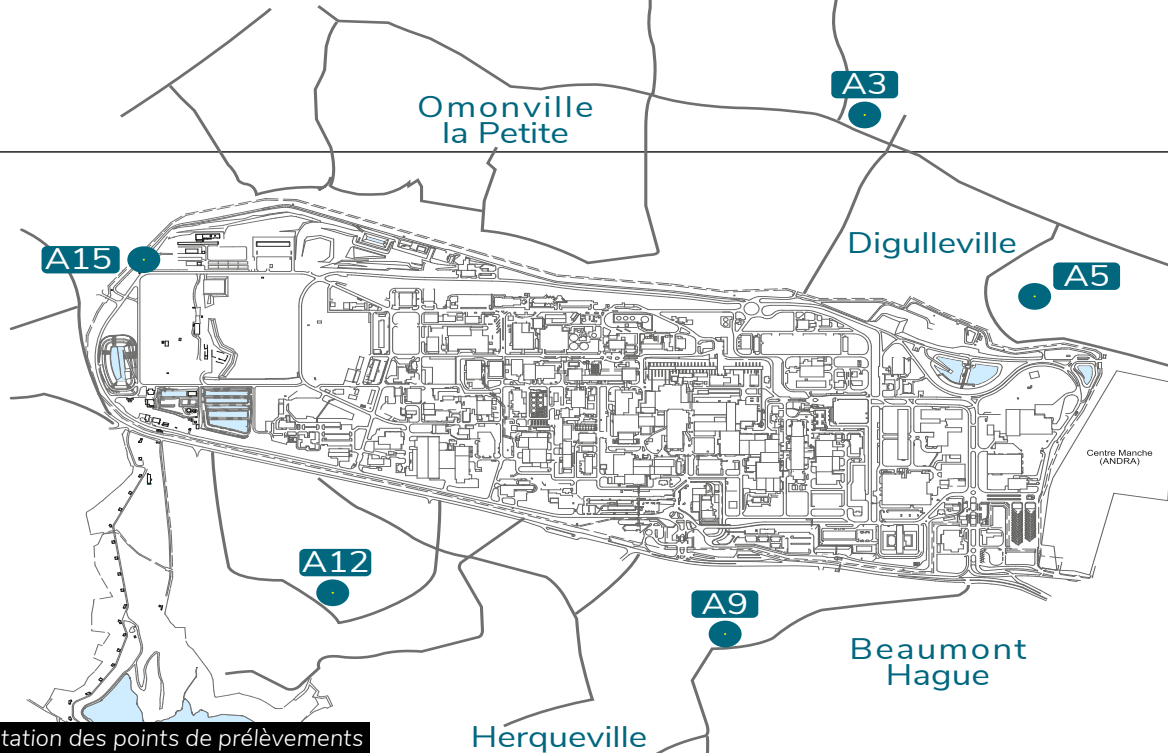 A3
Omonville
la Petite
Digulleville
A15
A5
Centre Manche
(ANDRA)
A12
A9
Beaumont
Hague
Herqueville
tation des points de prélèvements